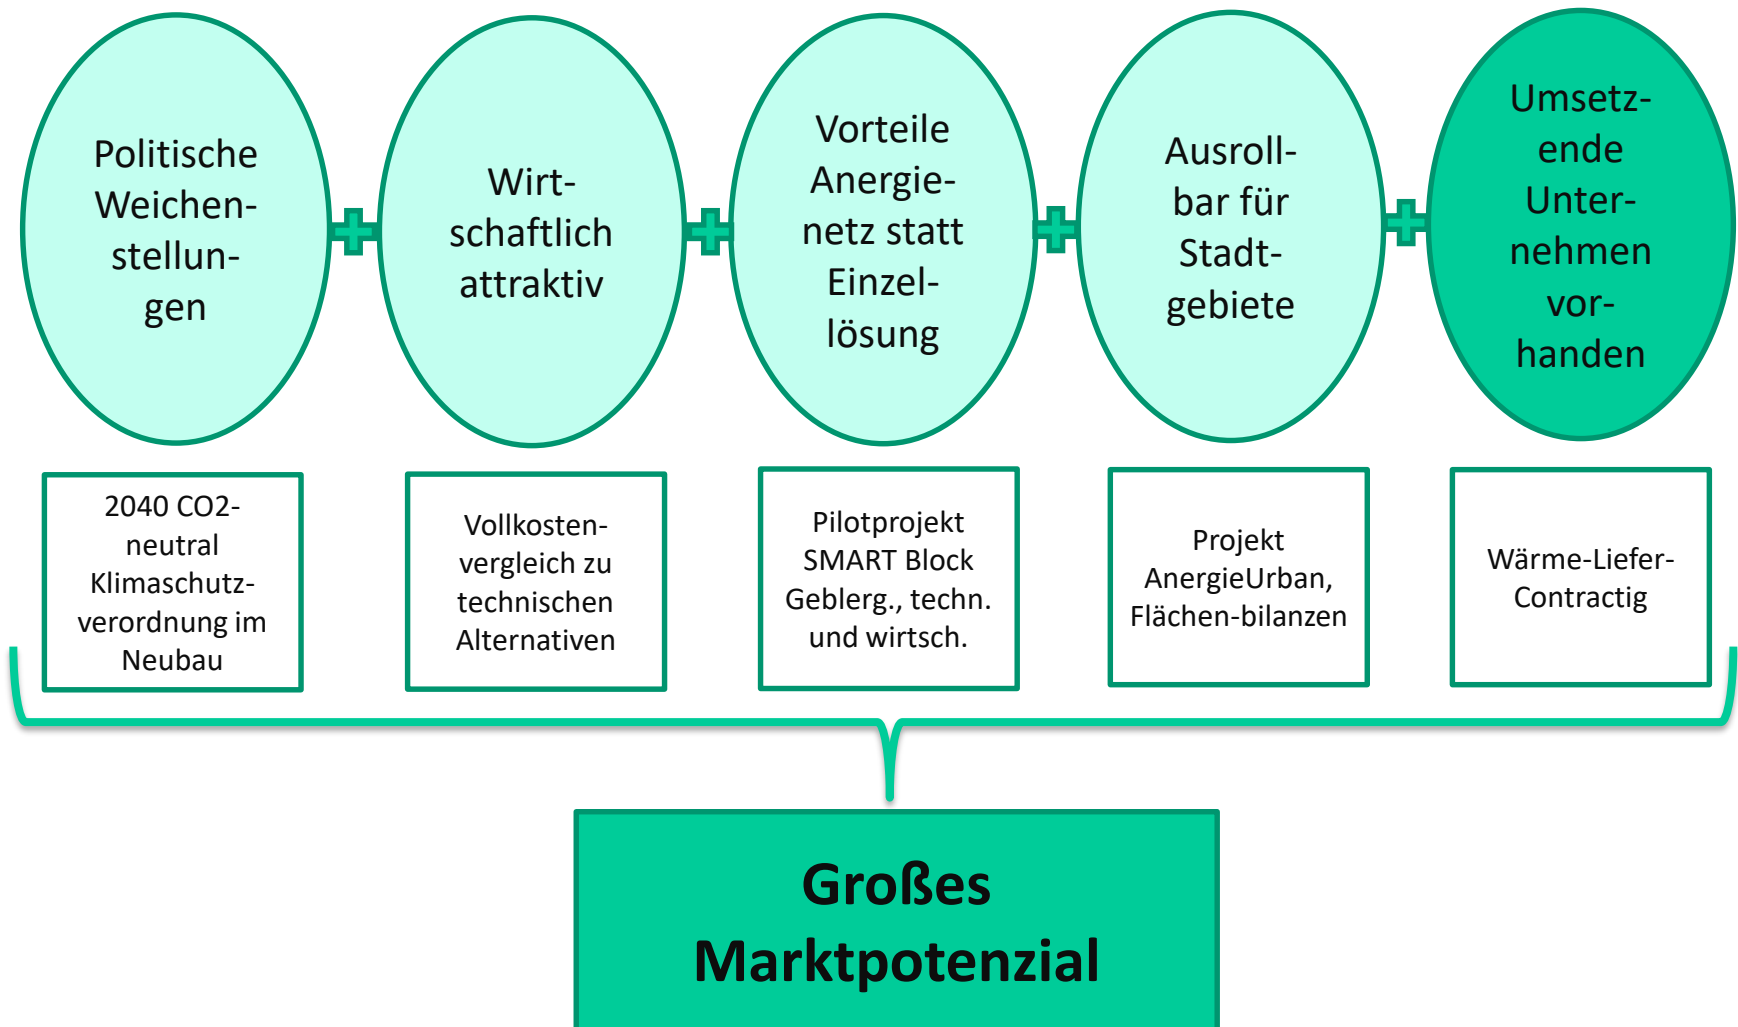 Politische
Weichen-
stellun-
gen
Wirt-
schaftlich
attraktiv
Vorteile
Anergie-
netz statt
Einzel-
lösung
Ausroll-
bar für
Stadt-
gebiete
Umsetz-
ende
Unter-
nehmen
vor-
handen
2040 CO2-
neutral
Klimaschutz-
verordnung im
Neubau
Vollkosten-
vergleich zu
technischen
Alternativen
Pilotprojekt
SMART Block
Geblerg., techn.
und wirtsch.
Projekt
AnergieUrban,
Flächen-bilanzen
Wärme-Liefer-
Contractig
Großes
Marktpotenzial